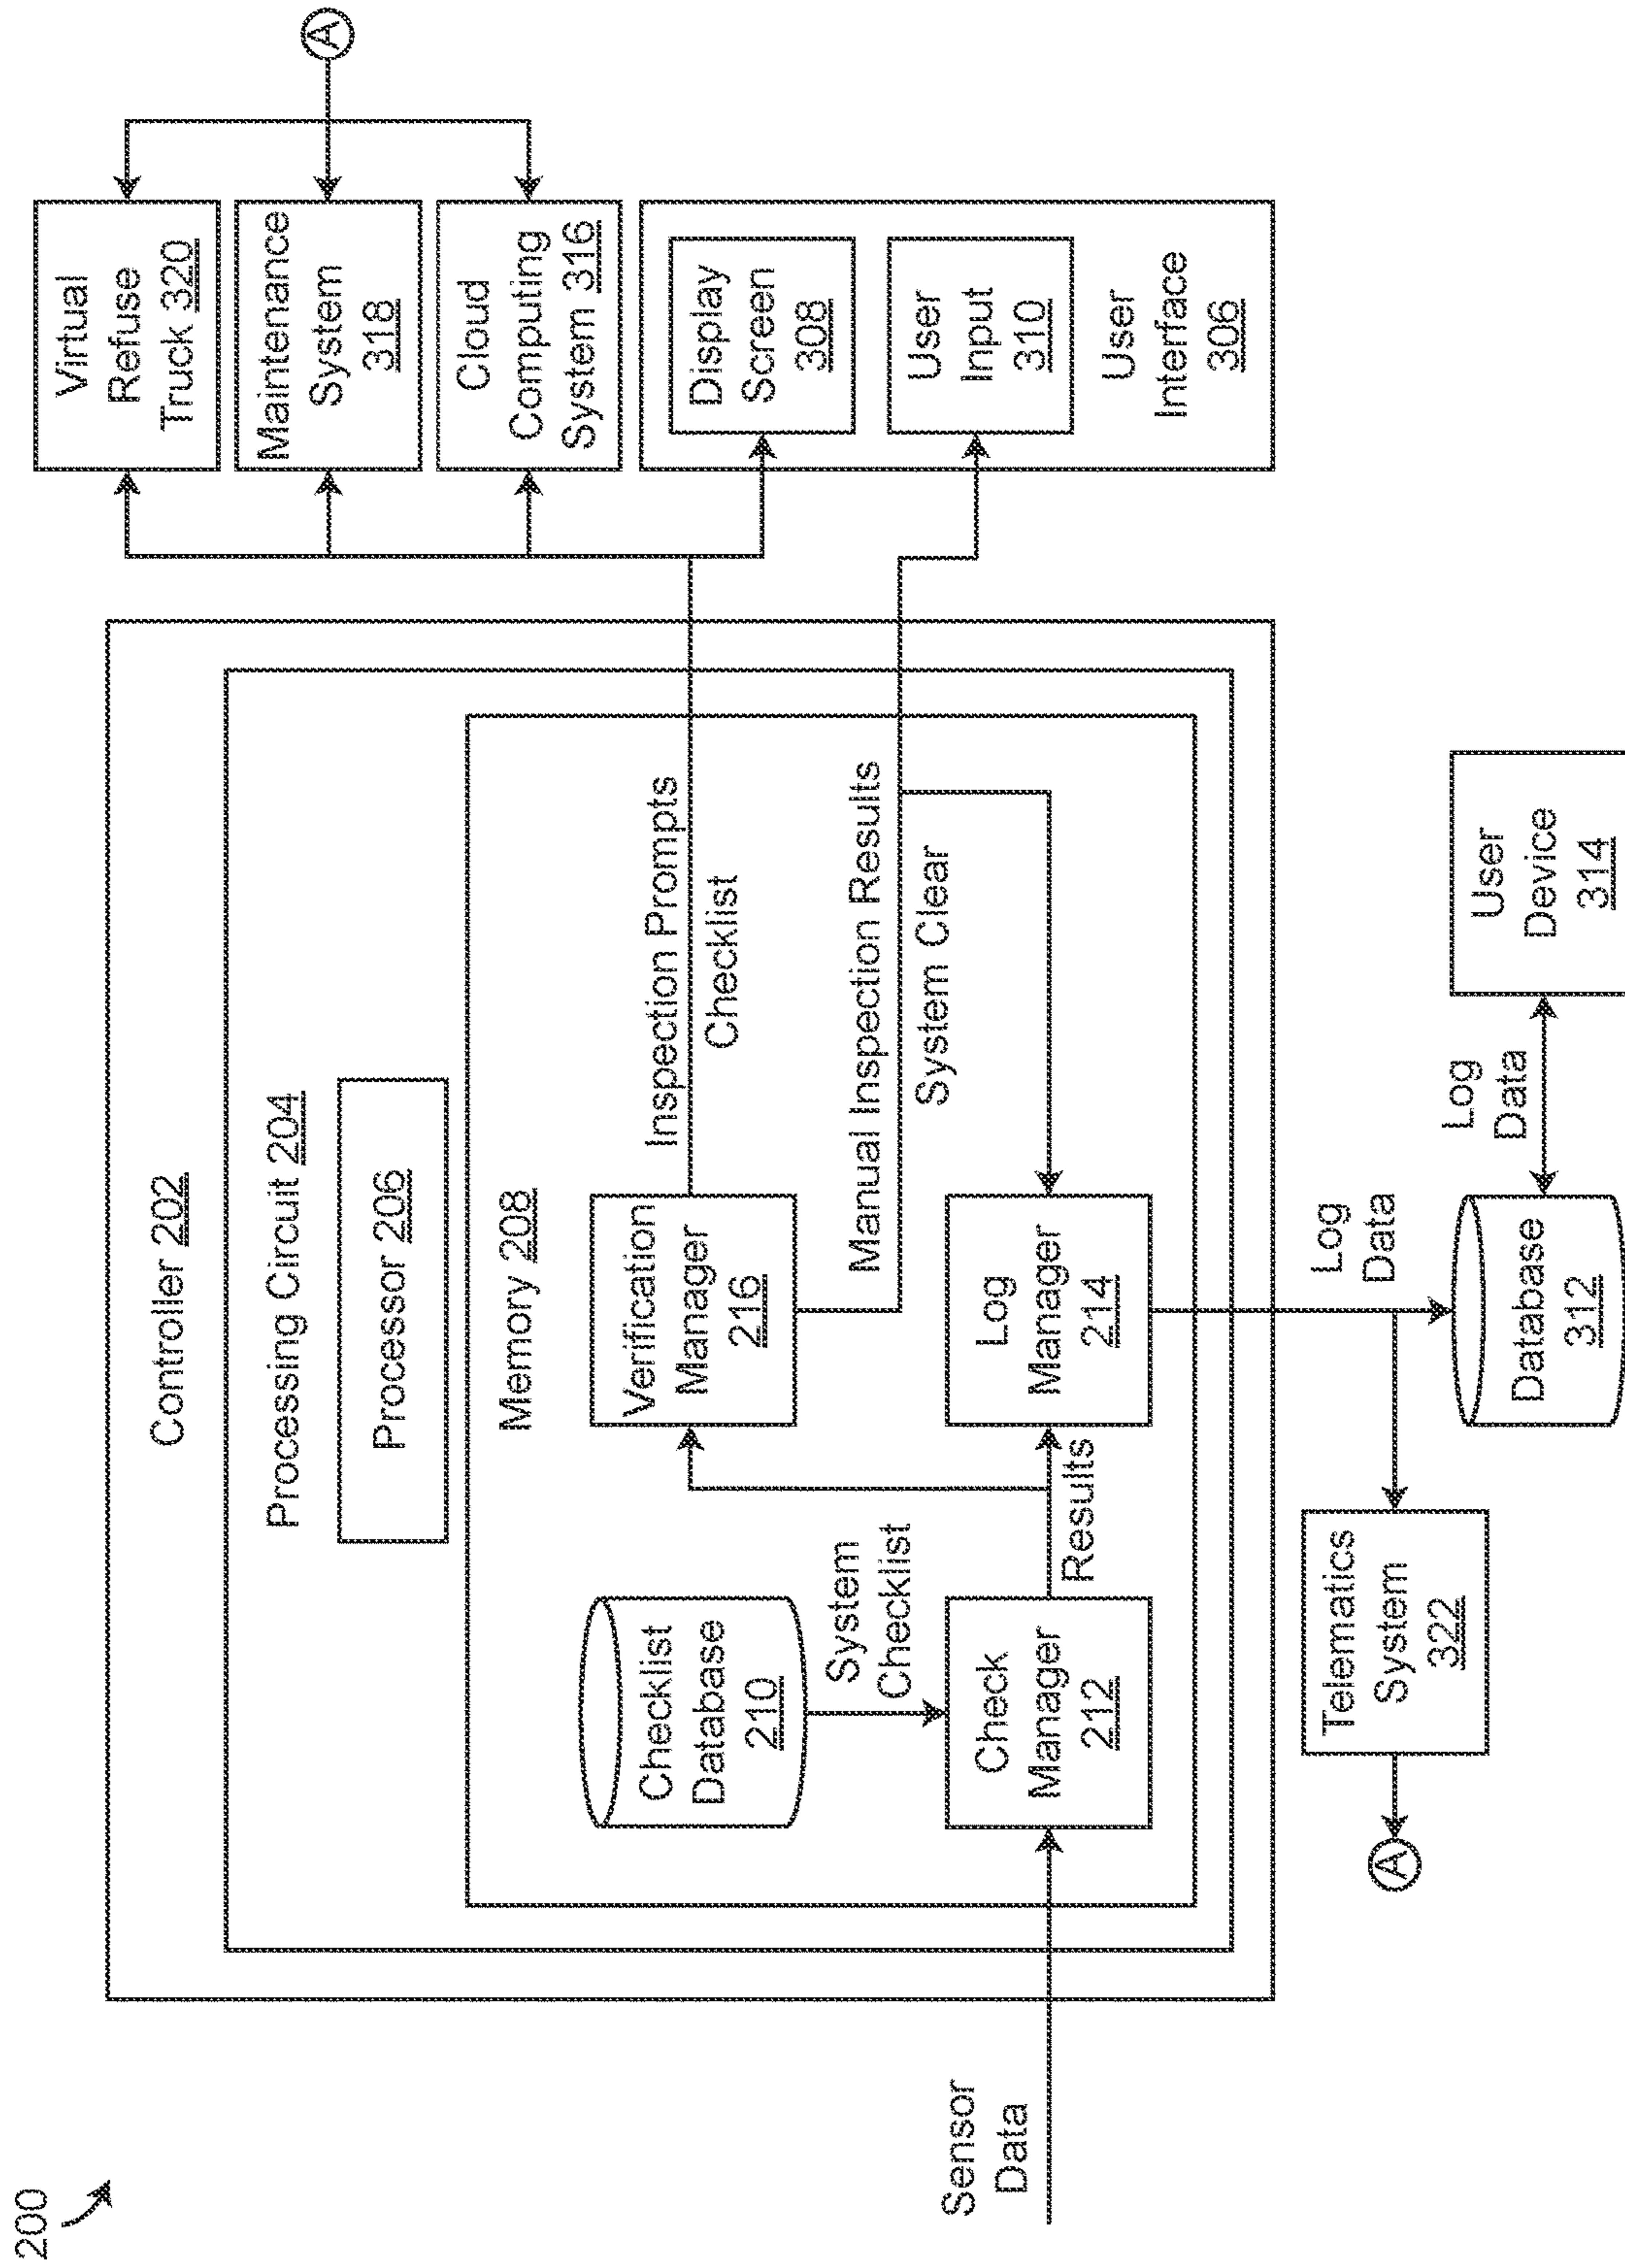 200
Controller 202
Processing Circuit 204
Processor 206
Memory 208
Checklist
Database
210
System
Checklist
Check
Manager
212
Sensor
Data
Results
Verification
Manager
216
Log
Manager
214
Inspection Prompts
Checklist
Manual Inspection Results
System Clear
Virtual
Refuse
Truck 320
Maintenance
System
318
Cloud
Computing
System 316
Display
Screen
308
User
Input
310
User
Interface
306
A
Telematics
System
322
A
Log
Data
Database
312
Log
Data
User
Device
314